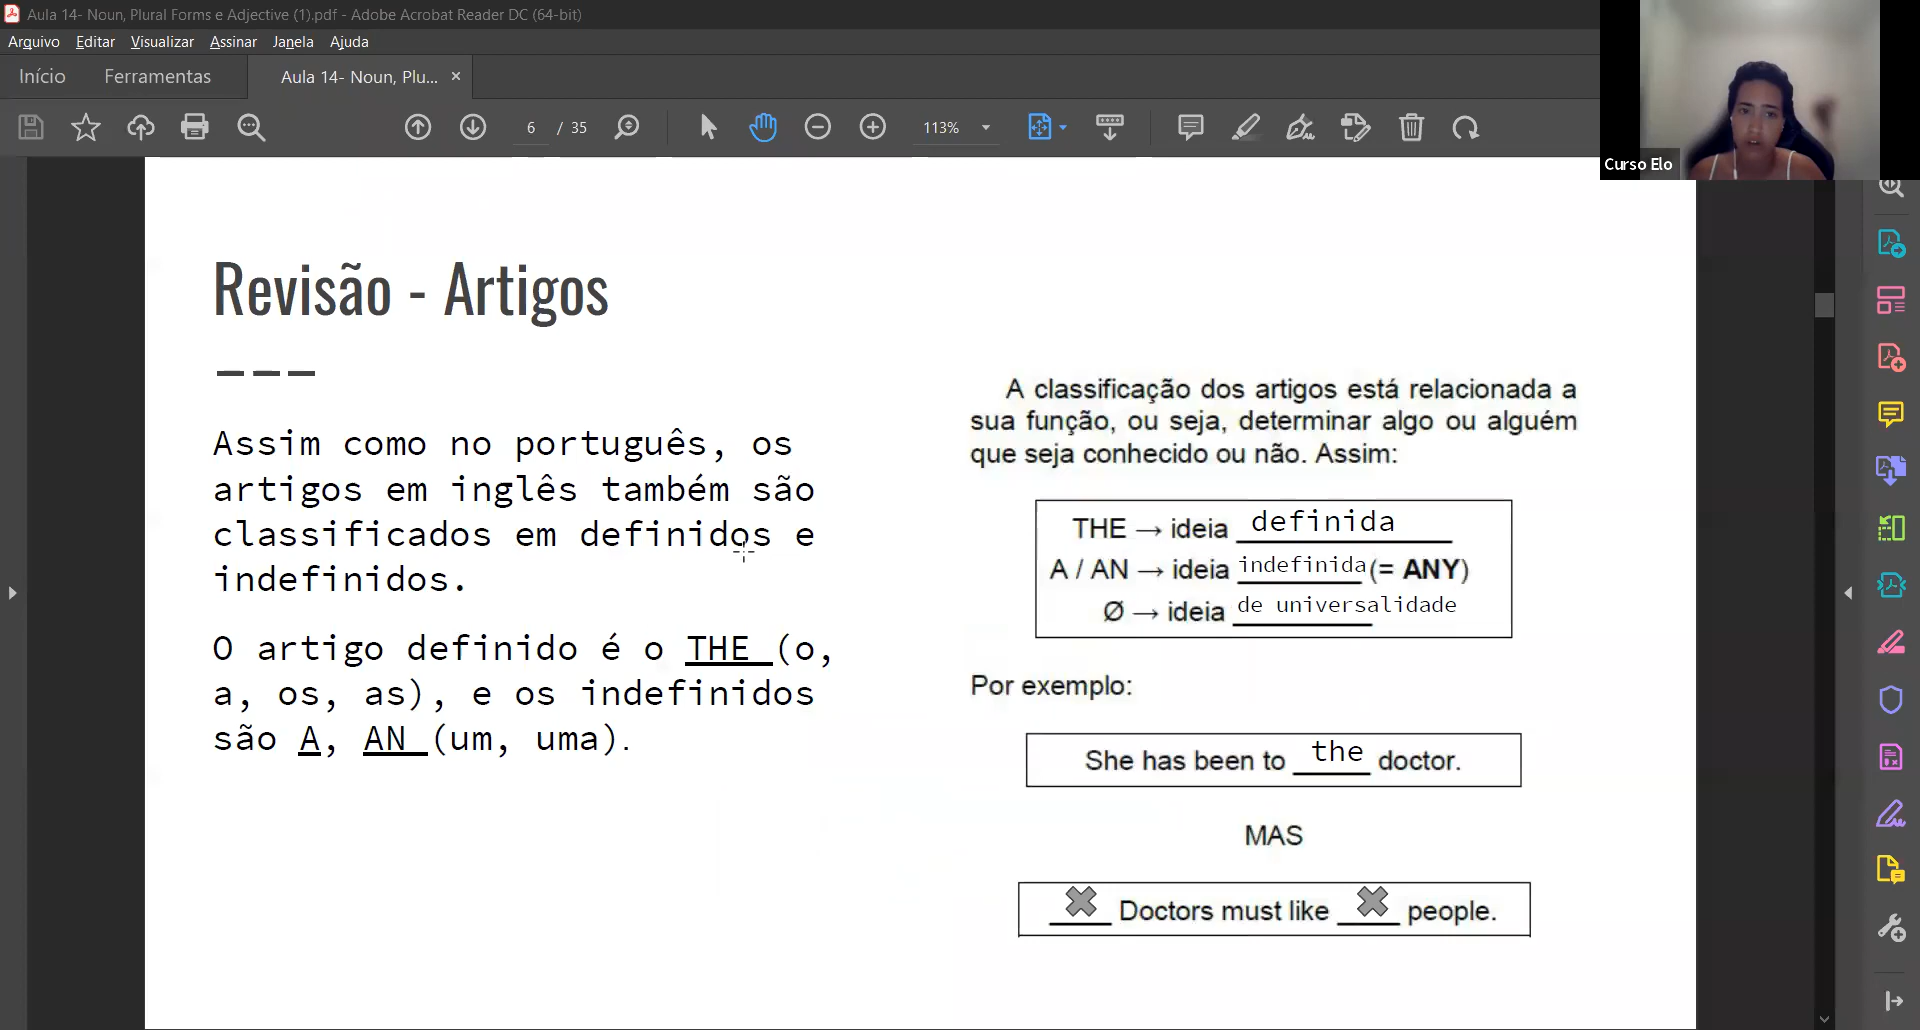 Aula 14- Noun, Plural Forms e Adjective (1).pdf - Adobe Acrobat Reader DC (64-bit)
Arquivo Editar Visualizar Assinar Janela Ajuda
Início Ferramentas Aula 14- Noun, Plu... ×
6 / 35 113%
Curso Elo
Revisão - Artigos
Assim como no português, os
artigos em inglês também são
classificados em definidos e
indefinidos.
O artigo definido é o THE (o,
a, os, as), e os indefinidos
são A, AN (um, uma).
A classificação dos artigos está relacionada a
sua função, ou seja, determinar algo ou alguém
que seja conhecido ou não. Assim:
THE → ideia definida
A / AN → ideia indefinida (= ANY)
Ø → ideia de universalidade
Por exemplo:
She has been to the doctor.
MAS
Doctors must like people.